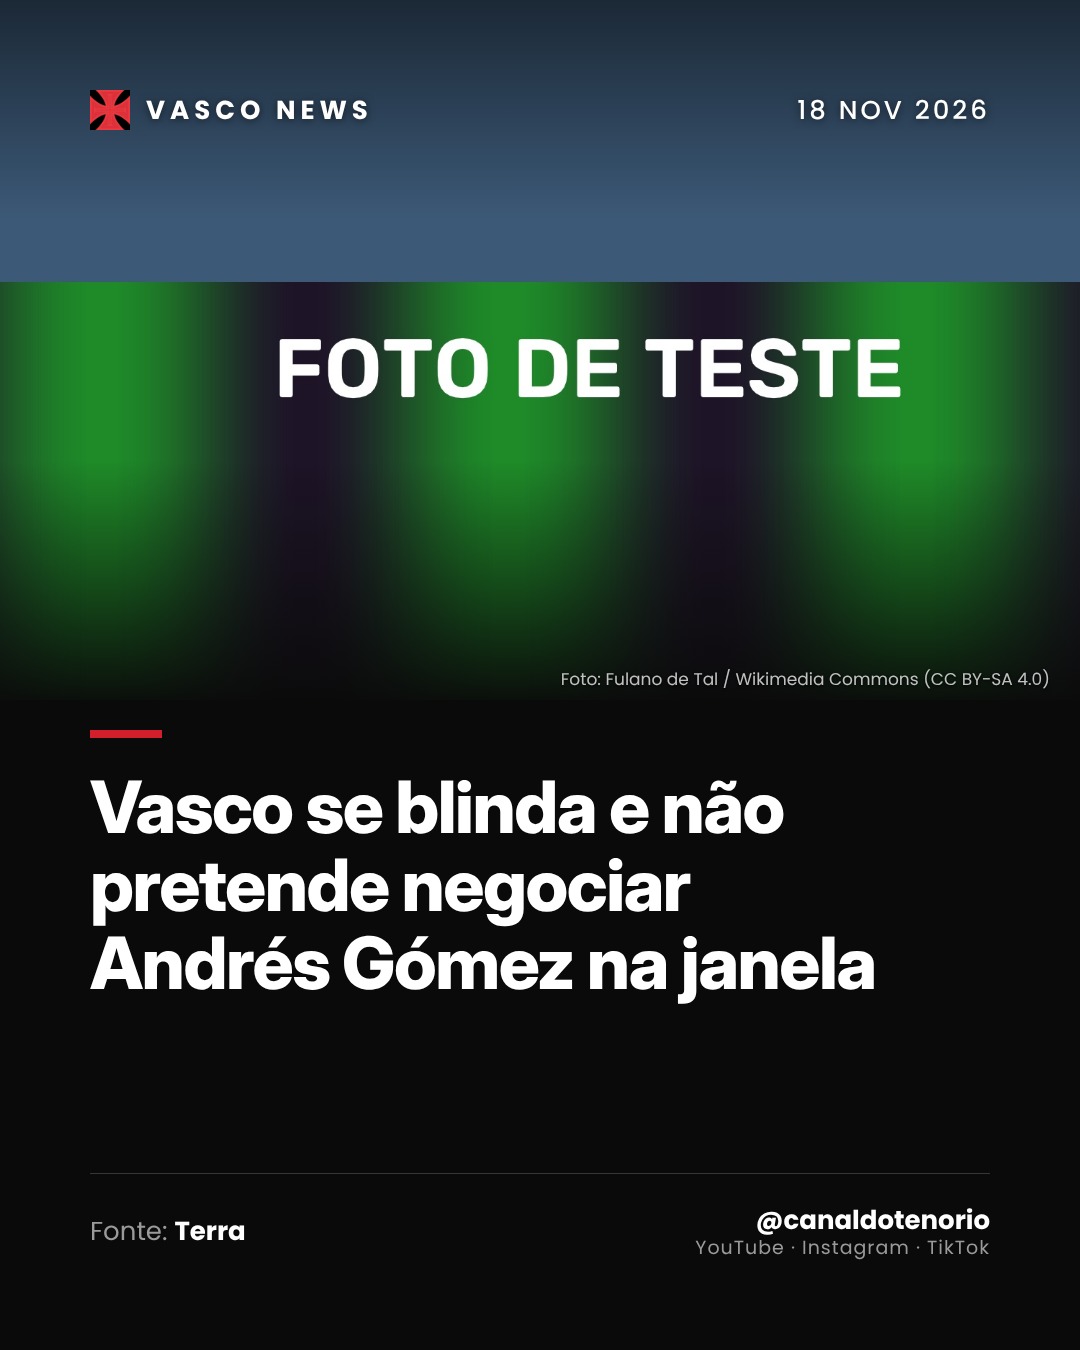 VASCO NEWS
18 NOV 2026
FOTO DE TESTE
Foto: Fulano de Tal / Wikimedia Commons (CC BY-SA 4.0)
Vasco se blinda e não
pretende negociar
Andrés Gómez na janela
Fonte: Terra
@canaldotenorio
YouTube · Instagram · TikTok